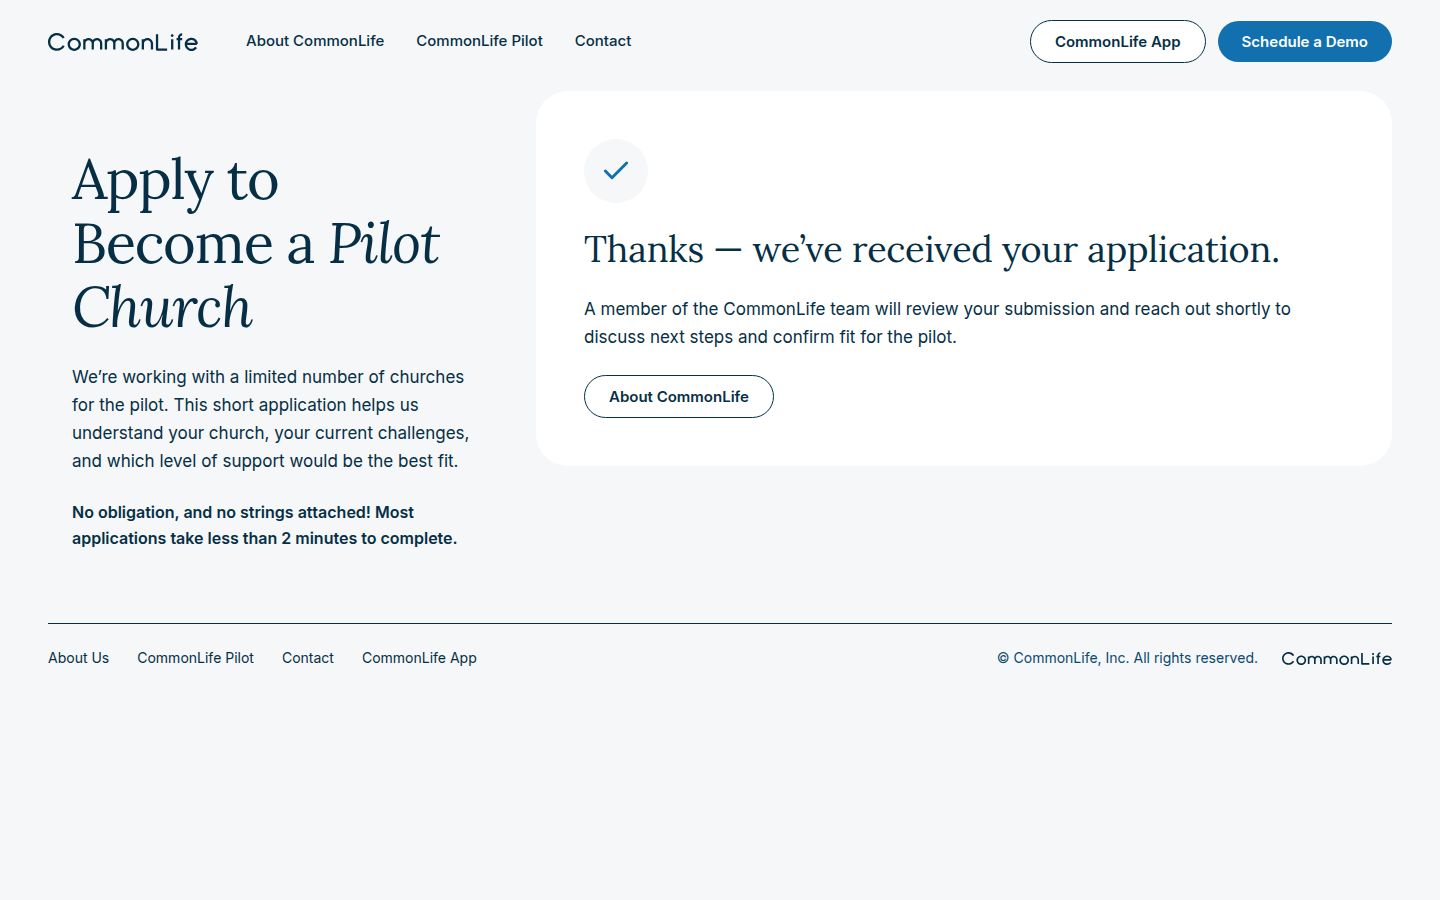 CommonLife
About CommonLife
CommonLife Pilot
Contact
CommonLife App
Schedule a Demo
Apply to
Become a Pilot
Church
We’re working with a limited number of churches
for the pilot. This short application helps us
understand your church, your current challenges,
and which level of support would be the best fit.
No obligation, and no strings attached! Most
applications take less than 2 minutes to complete.
Thanks — we’ve received your application.
A member of the CommonLife team will review your submission and reach out shortly to
discuss next steps and confirm fit for the pilot.
About CommonLife
About Us
CommonLife Pilot
Contact
CommonLife App
© CommonLife, Inc. All rights reserved.
CommonLife